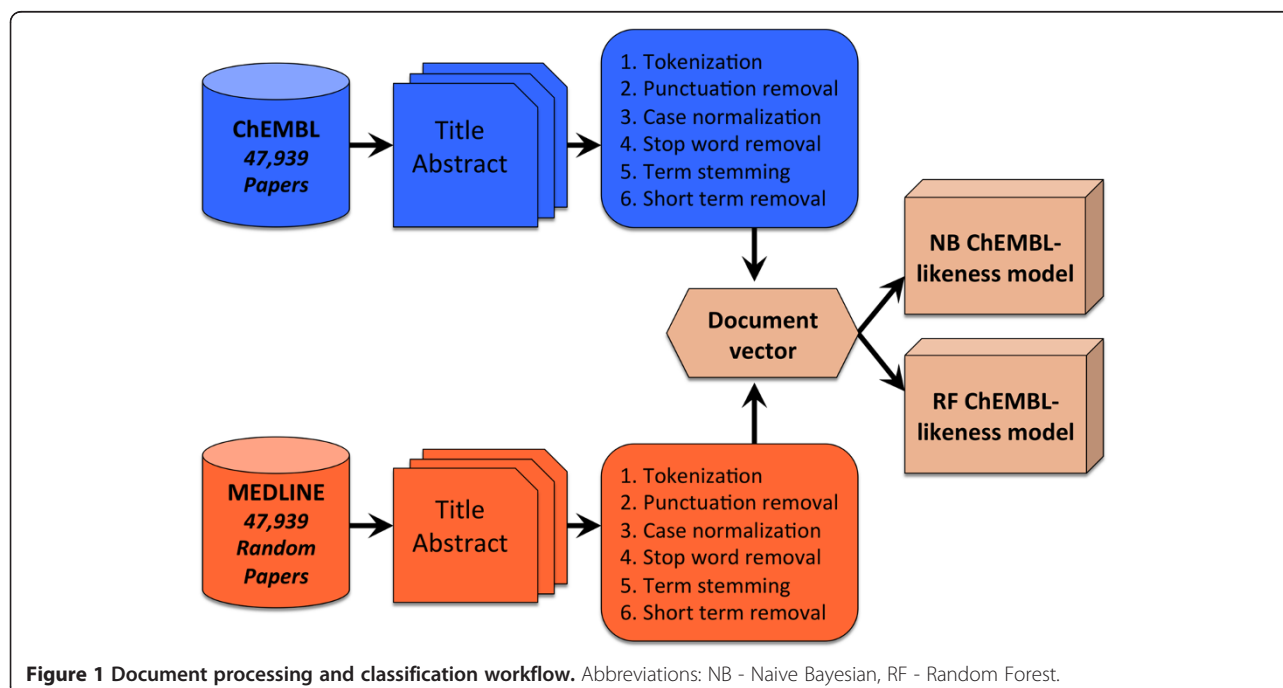 ChEMBL
47,939
Papers
Title
Abstract
1. Tokenization
2. Punctuation removal
3. Case normalization
4. Stop word removal
5. Term stemming
6. Short term removal
NB ChEMBL-
likeness model
Document
vector
RF ChEMBL-
likeness model
MEDLINE
47,939
Random
Papers
Title
Abstract
1. Tokenization
2. Punctuation removal
3. Case normalization
4. Stop word removal
5. Term stemming
6. Short term removal
Figure 1 Document processing and classification workflow. Abbreviations: NB - Naive Bayesian, RF - Random Forest.